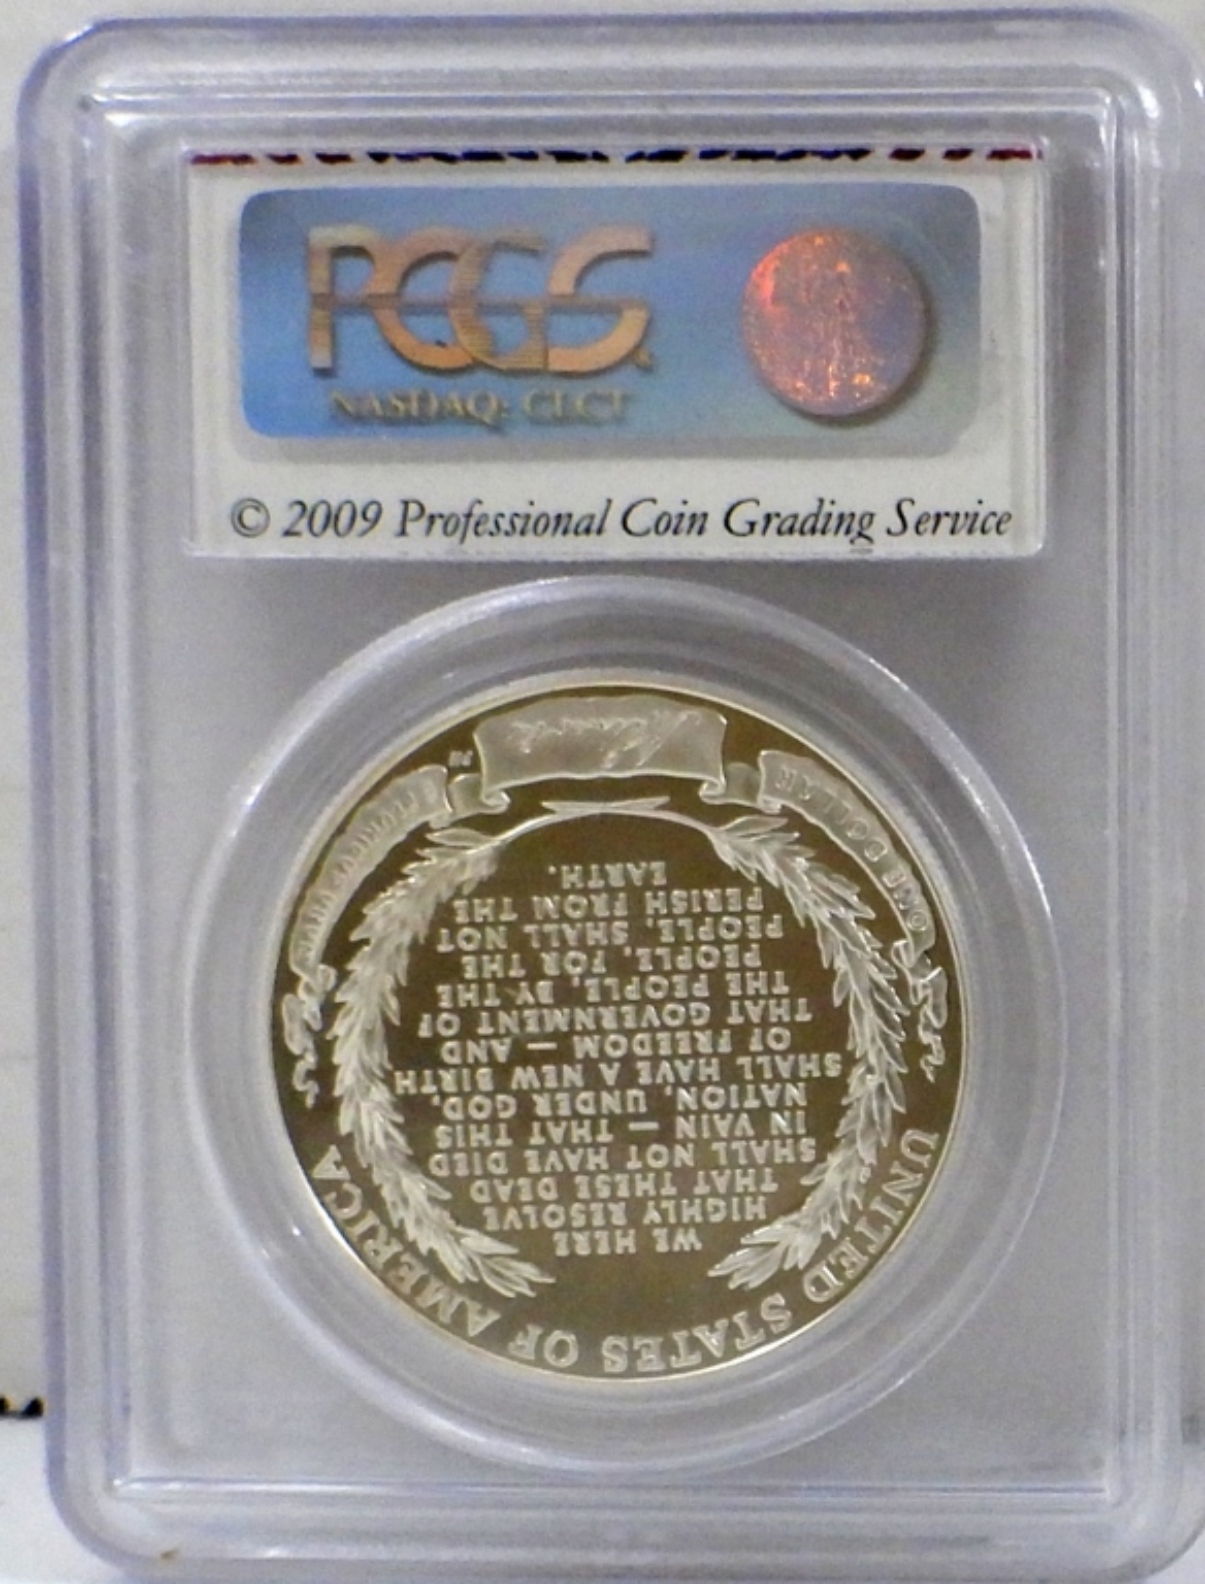 PCGS
NASDAQ: CLCT
© 2009 Professional Coin Grading Service
UNITED STATES OF AMERICA
WE HERE
HIGHLY RESOLVE
THAT THESE DEAD
SHALL NOT HAVE DIED
IN VAIN — THAT THIS
NATION, UNDER GOD,
SHALL HAVE A NEW BIRTH
OF FREEDOM — AND
THAT GOVERNMENT OF
THE PEOPLE, BY THE
PEOPLE, FOR THE
PEOPLE, SHALL NOT
PERISH FROM THE
EARTH.
ONE DOLLAR